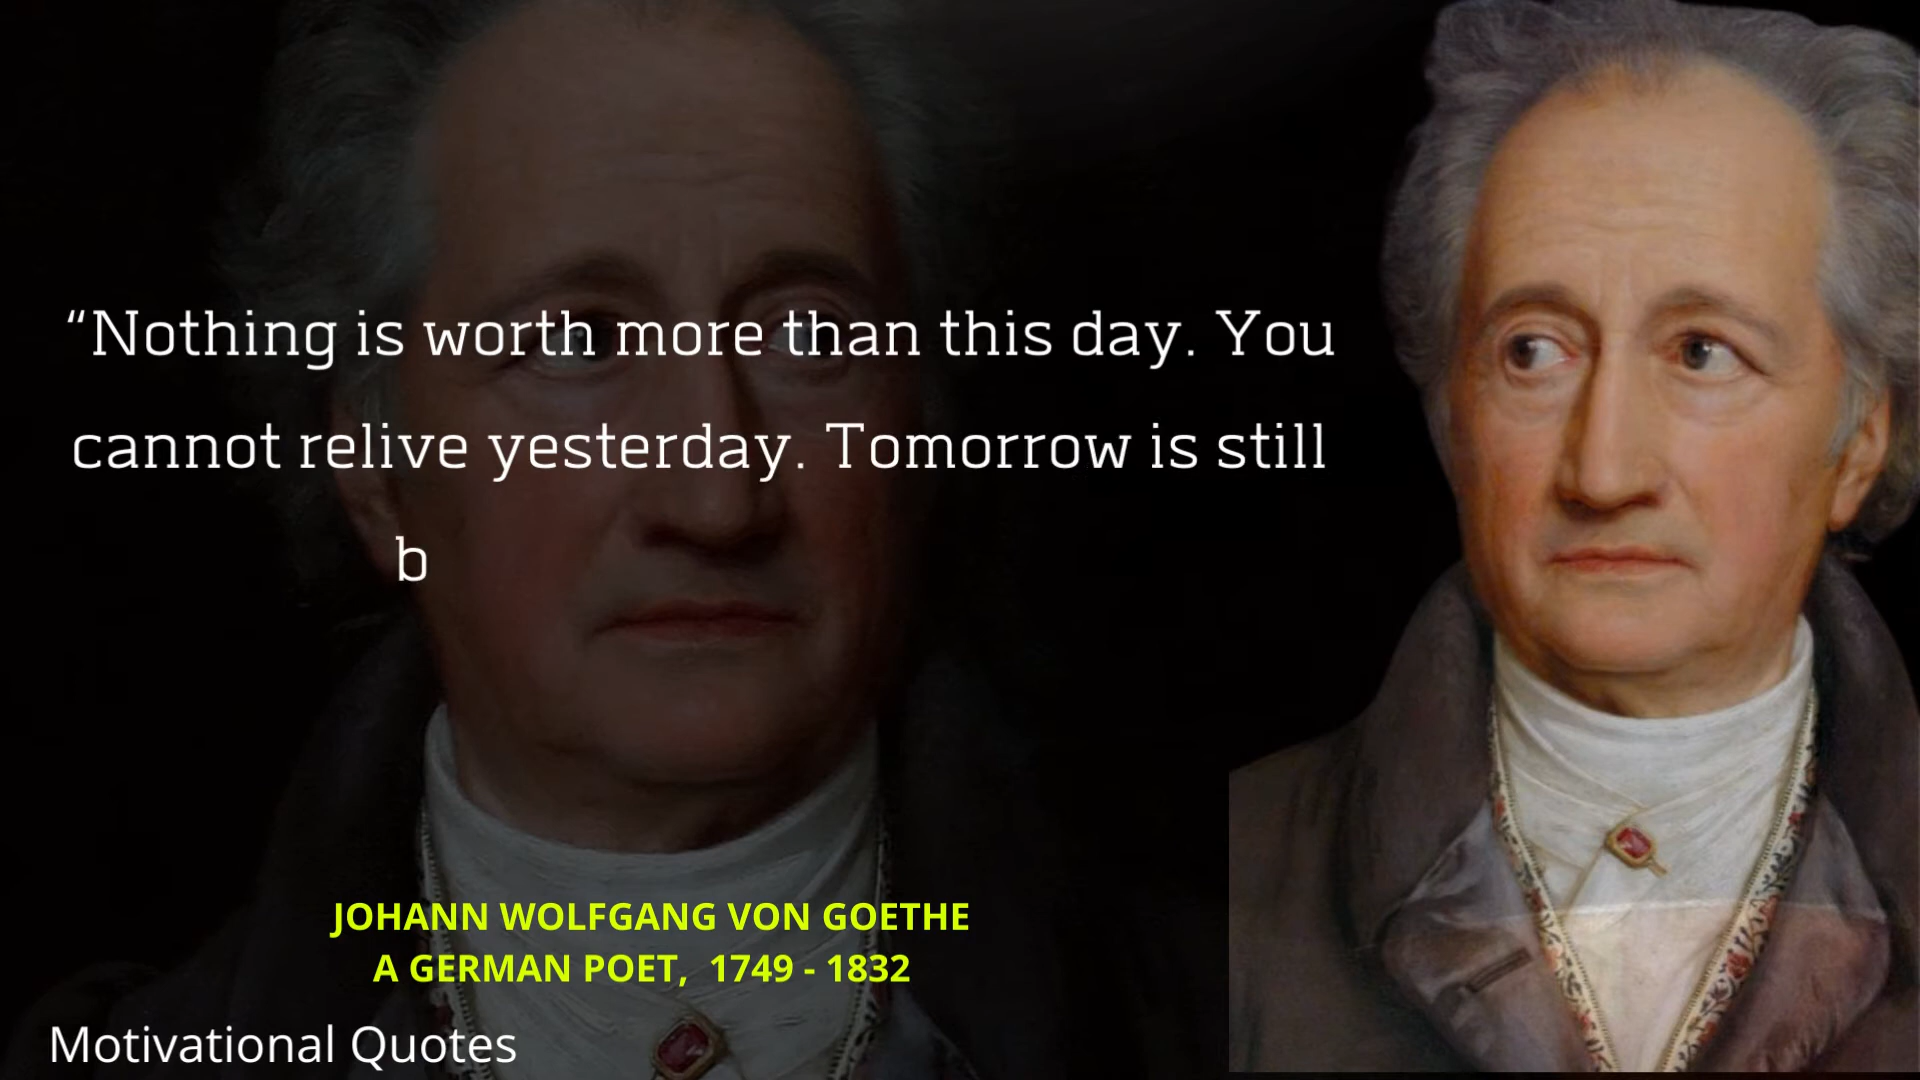 “Nothing is worth more than this day. You
cannot relive yesterday. Tomorrow is still
b
JOHANN WOLFGANG VON GOETHE
A GERMAN POET, 1749 - 1832
Motivational Quotes